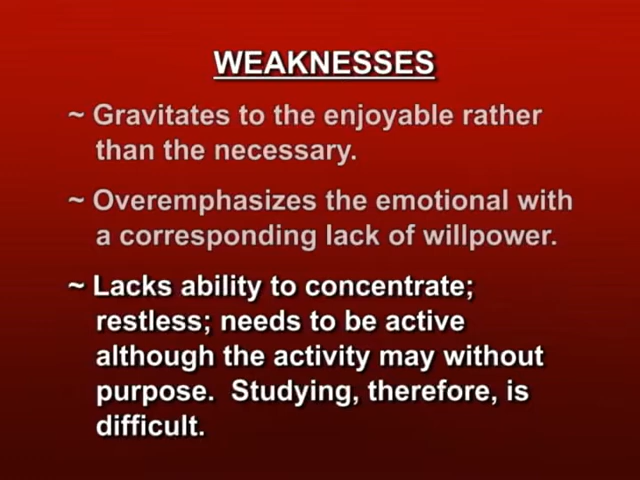 WEAKNESSES
~ Gravitates to the enjoyable rather
than the necessary.
~ Overemphasizes the emotional with
a corresponding lack of willpower.
~ Lacks ability to concentrate;
restless; needs to be active
although the activity may without
purpose.  Studying, therefore, is
difficult.